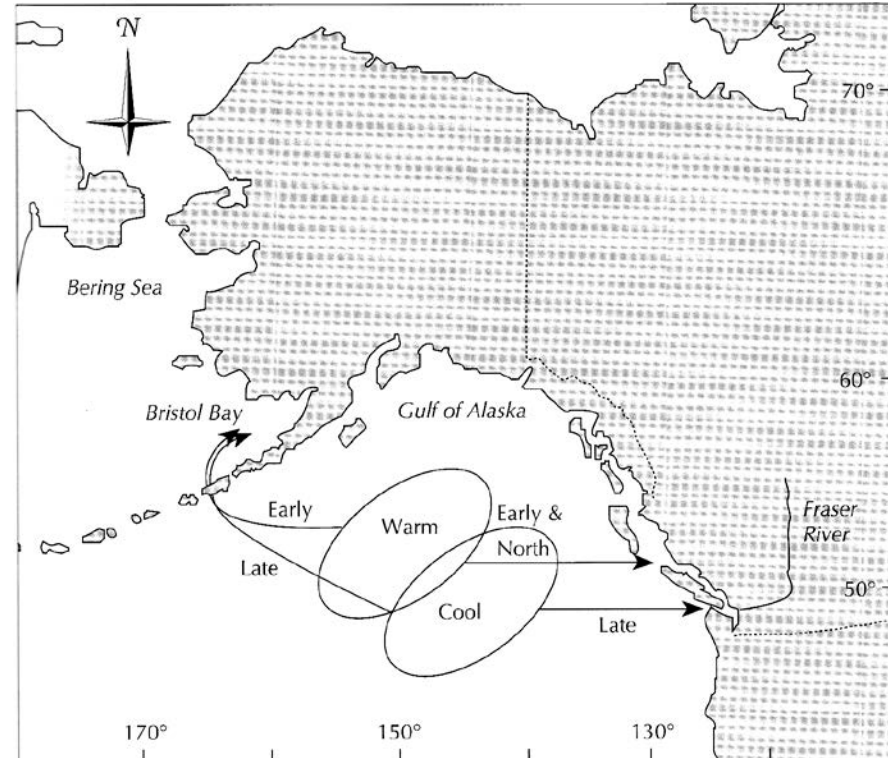 N
70°
Bering Sea
60°
Bristol Bay
Gulf of Alaska
Early
Warm
Early &
North
Fraser
River
Late
Cool
50°
Late
170°
150°
130°